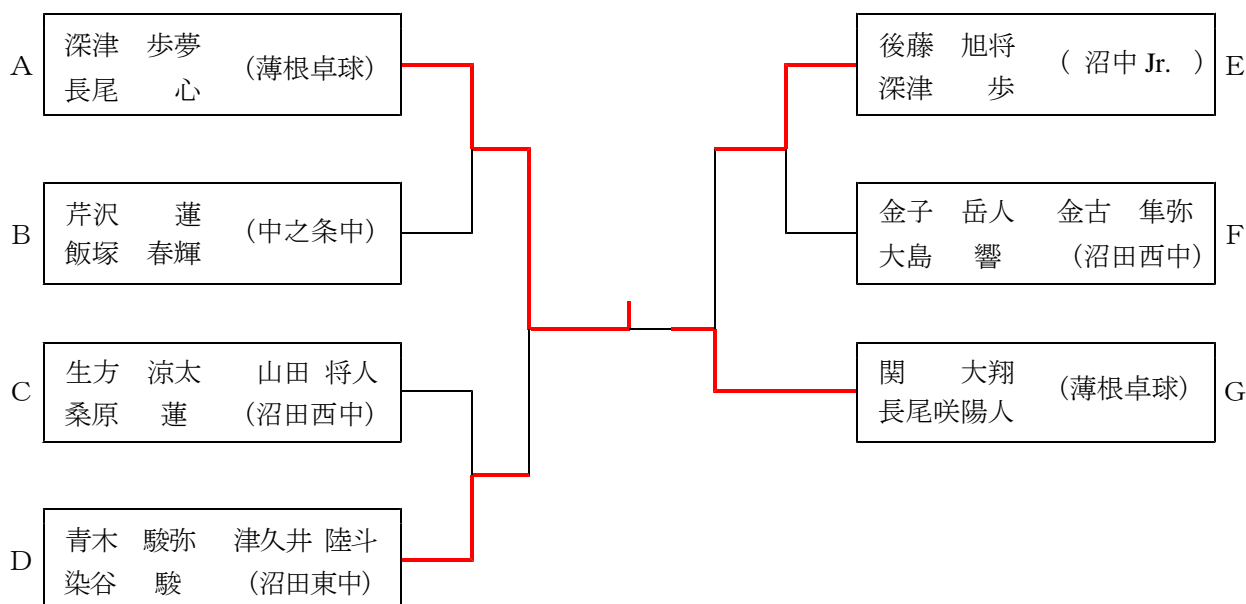 A
深津 歩夢
長尾 心
(薄根卓球)
B
芹沢 蓮
飯塚 春輝
(中之条中)
C
生方 涼太 山田 将人
桑原 蓮 (沼田西中)
D
青木 駿弥 津久井 陸斗
染谷 駿 (沼田東中)
後藤 旭将
深津 歩
( 沼中 Jr. )
E
金子 岳人 金古 隼弥
大島 響 (沼田西中)
F
関 大翔
長尾咲陽人
(薄根卓球)
G